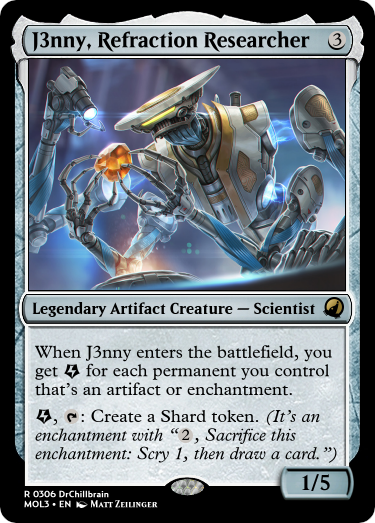 J3nny, Refraction Researcher 3
Legendary Artifact Creature — Scientist
When J3nny enters the battlefield, you
get for each permanent you control
that's an artifact or enchantment.
, : Create a Shard token. (It's an
enchantment with “2, Sacrifice this
enchantment: Scry 1, then draw a card.”)
1/5
R 0306 DrChillbrain
MOL3 • EN Matt Zeilinger